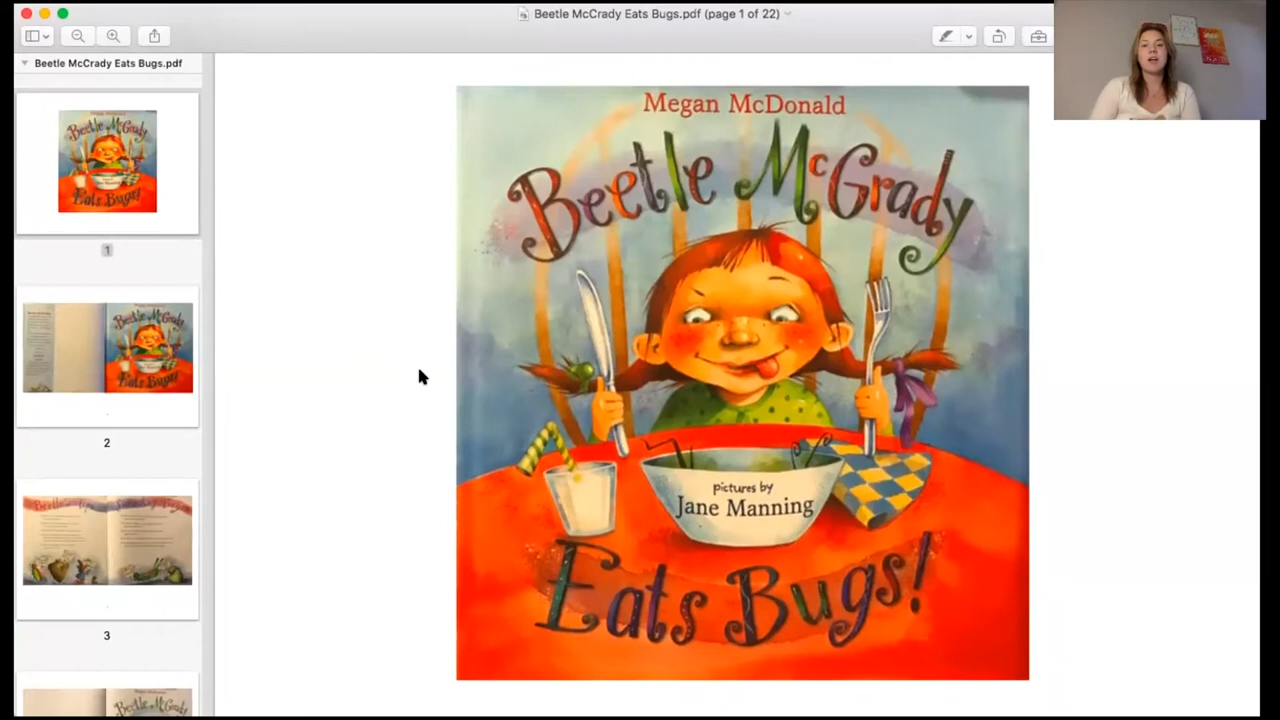 Beetle McCrady Eats Bugs.pdf (page 1 of 22)
Beetle McCrady Eats Bugs.pdf
1
2
3
Megan McDonald
Beetle McGrady
pictures by
Jane Manning
Eats Bugs!